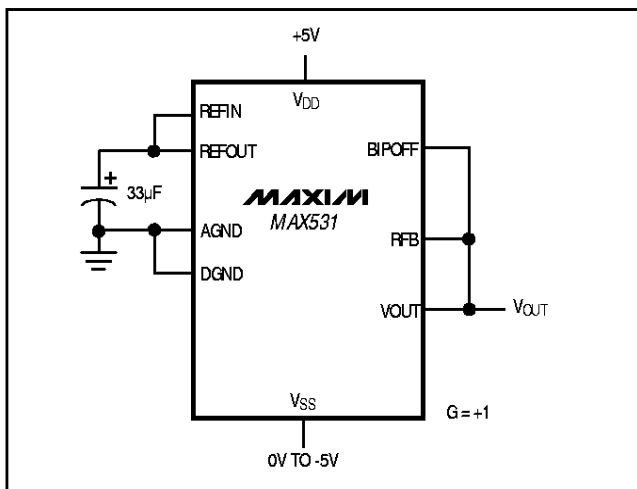 +5V
VDD
REFIN
REFOUT
BIPOFF
+
33µF
MAXIM
MAX531
AGND
RFB
DGND
VOUT
VOUT
VSS
G = +1
0V TO -5V